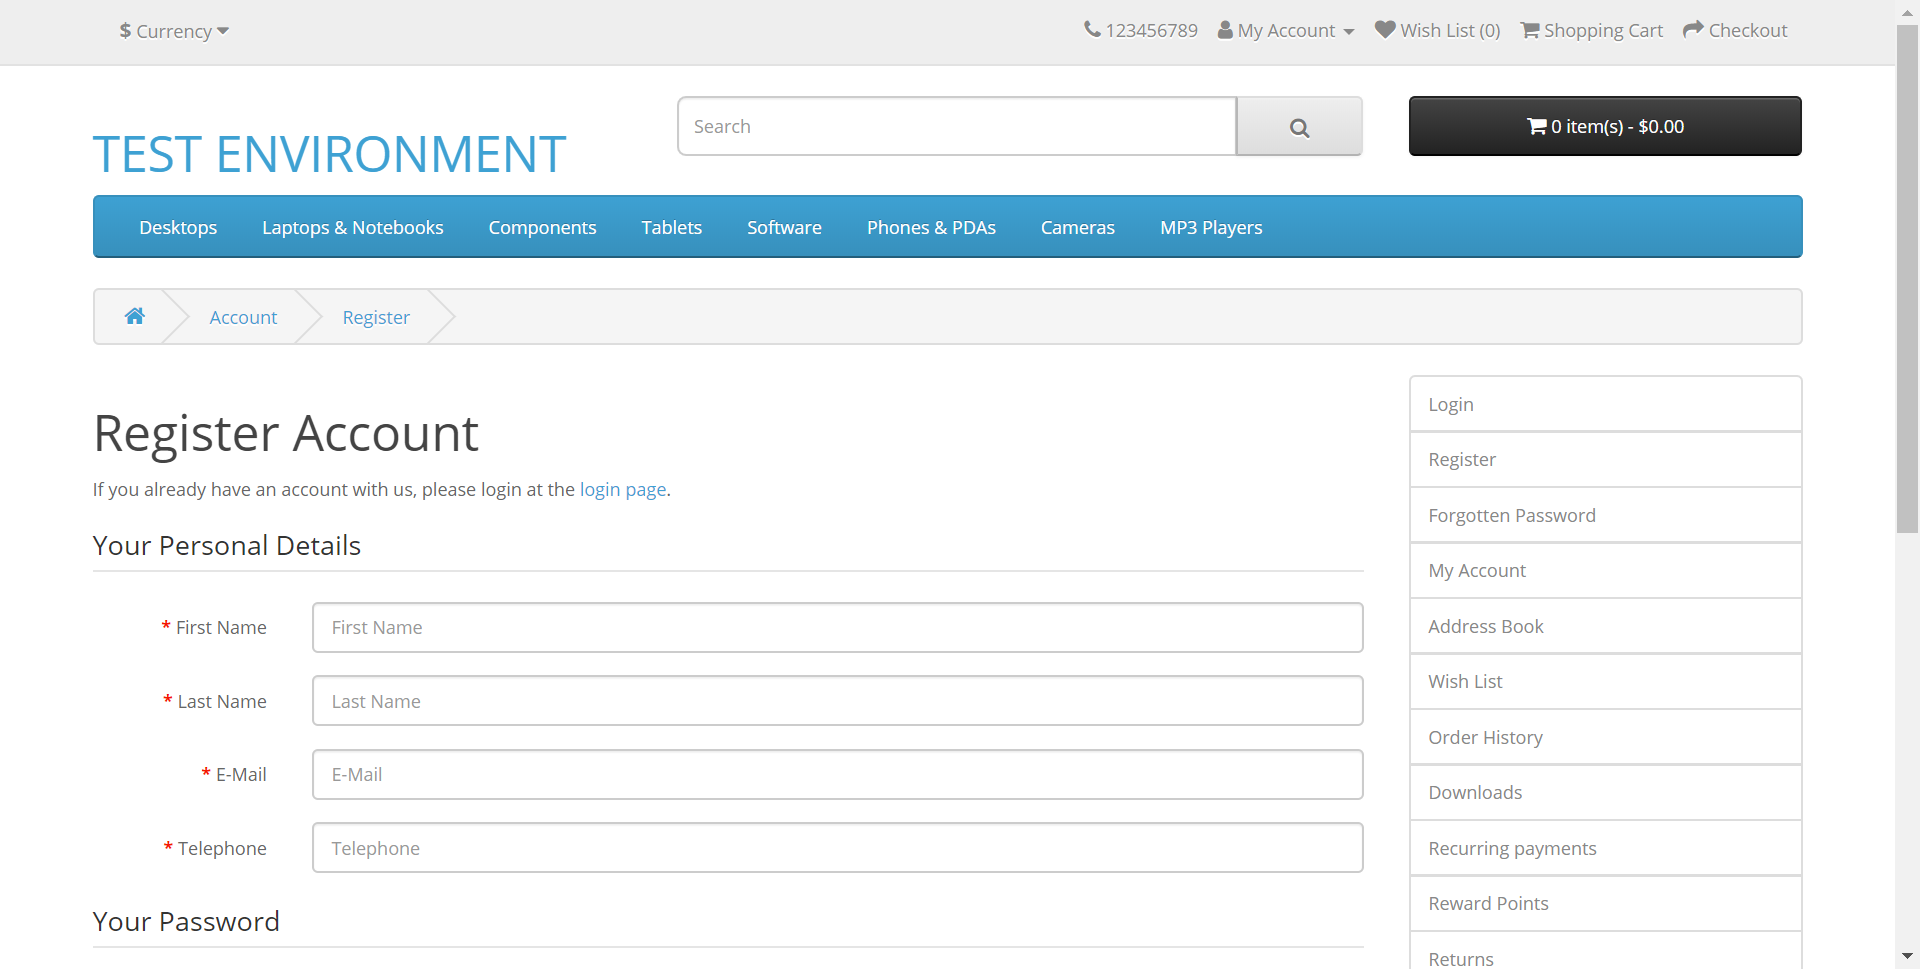 $ Currency
123456789 My Account Wish List (0) Shopping Cart Checkout
TEST ENVIRONMENT
Search
0 item(s) - $0.00
Desktops Laptops & Notebooks Components Tablets Software Phones & PDAs Cameras MP3 Players
Account Register
Register Account
If you already have an account with us, please login at the login page.
Your Personal Details
* First Name First Name
* Last Name Last Name
* E-Mail E-Mail
* Telephone Telephone
Your Password
Login
Register
Forgotten Password
My Account
Address Book
Wish List
Order History
Downloads
Recurring payments
Reward Points
Returns